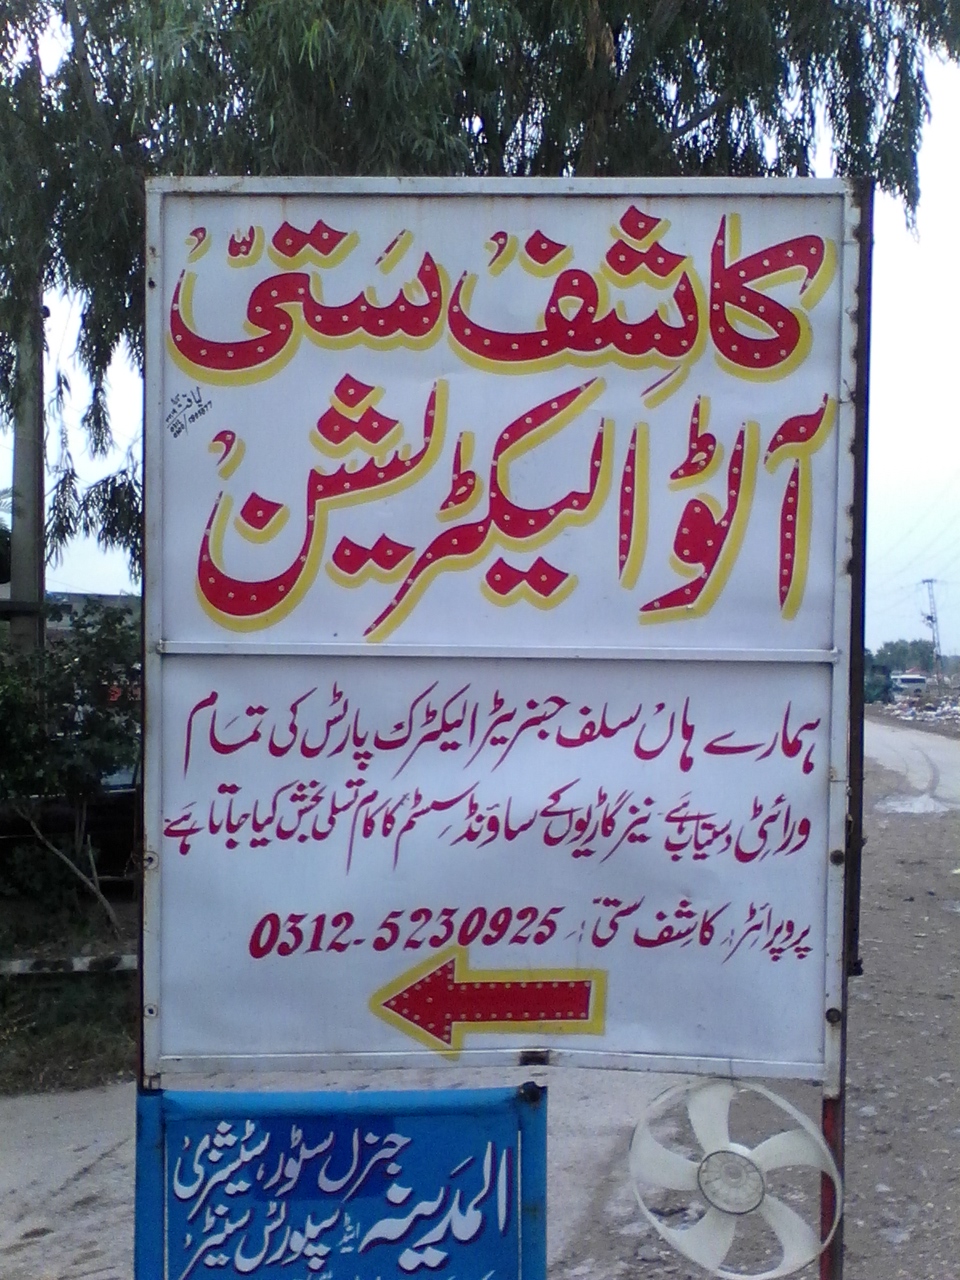 کاشف ستی
آٹو الیکٹریشن
ہمارے ہاں سلف جنریٹر الیکٹرک پارٹس کی تمام
ورائٹی دستیاب ہے نیز گاڑیوں کے ساؤنڈ سسٹم کا کام تسلی بخش کیا جاتا ہے
پروپرائٹر: کاشف ستی: 0312-5230925
المدینہ جنرل سٹور، سٹیشنری
اینڈ سپورٹس سنٹر